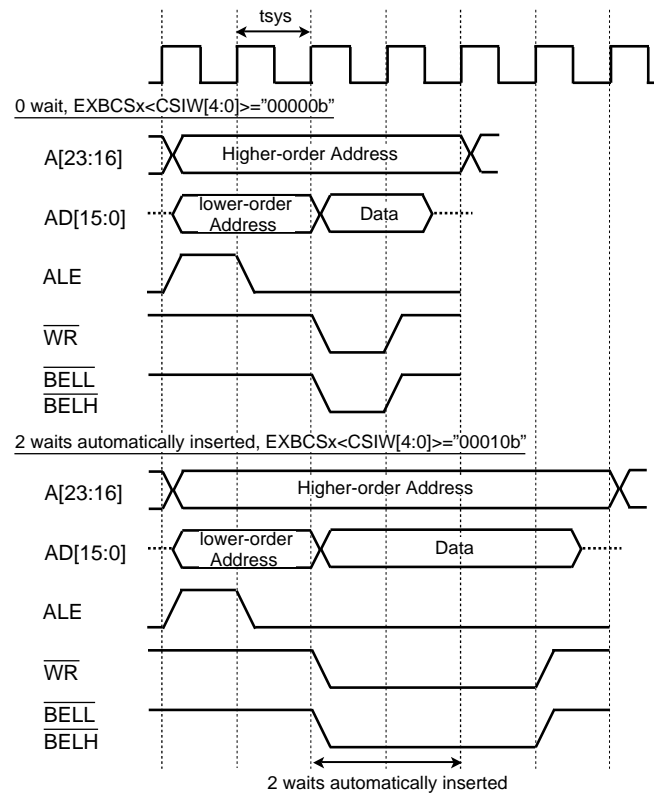 tsys
0 wait, EXBCSx<CSIW[4:0]>="00000b"
A[23:16]
Higher-order Address
AD[15:0]
lower-order
Address
Data
ALE
WR
BELL
BELH
2 waits automatically inserted, EXBCSx<CSIW[4:0]>="00010b"
A[23:16]
Higher-order Address
AD[15:0]
lower-order
Address
Data
ALE
WR
BELL
BELH
2 waits automatically inserted